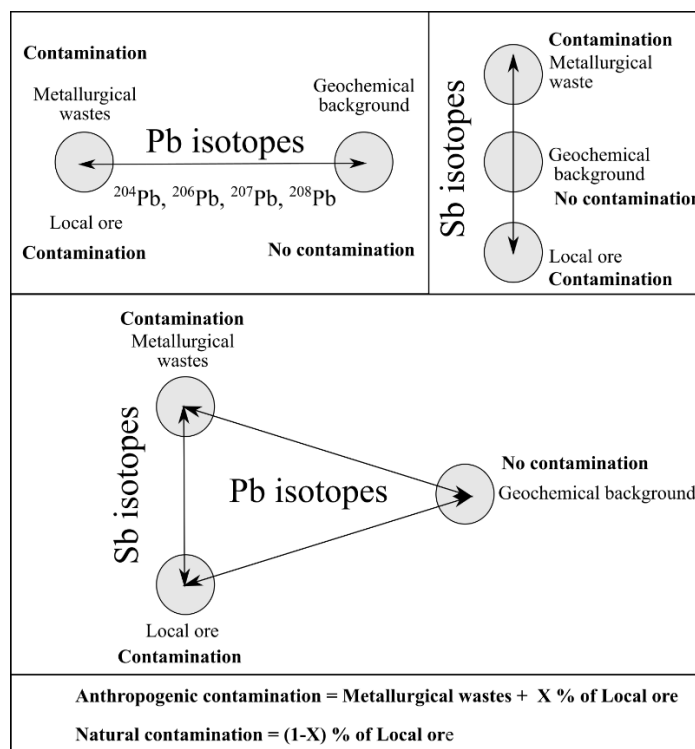 Contamination
Metallurgical
wastes
Geochemical
background
Pb isotopes
²⁰⁴Pb, ²⁰⁶Pb, ²⁰⁷Pb, ²⁰⁸Pb
Local ore
Contamination
No contamination
Contamination
Metallurgical
waste
Sb isotopes
Geochemical
background
No contamination
Local ore
Contamination
Contamination
Metallurgical
wastes
Sb isotopes
Pb isotopes
No contamination
Geochemical background
Local ore
Contamination
Anthropogenic contamination = Metallurgical wastes + X % of Local ore
Natural contamination = (1-X) % of Local ore